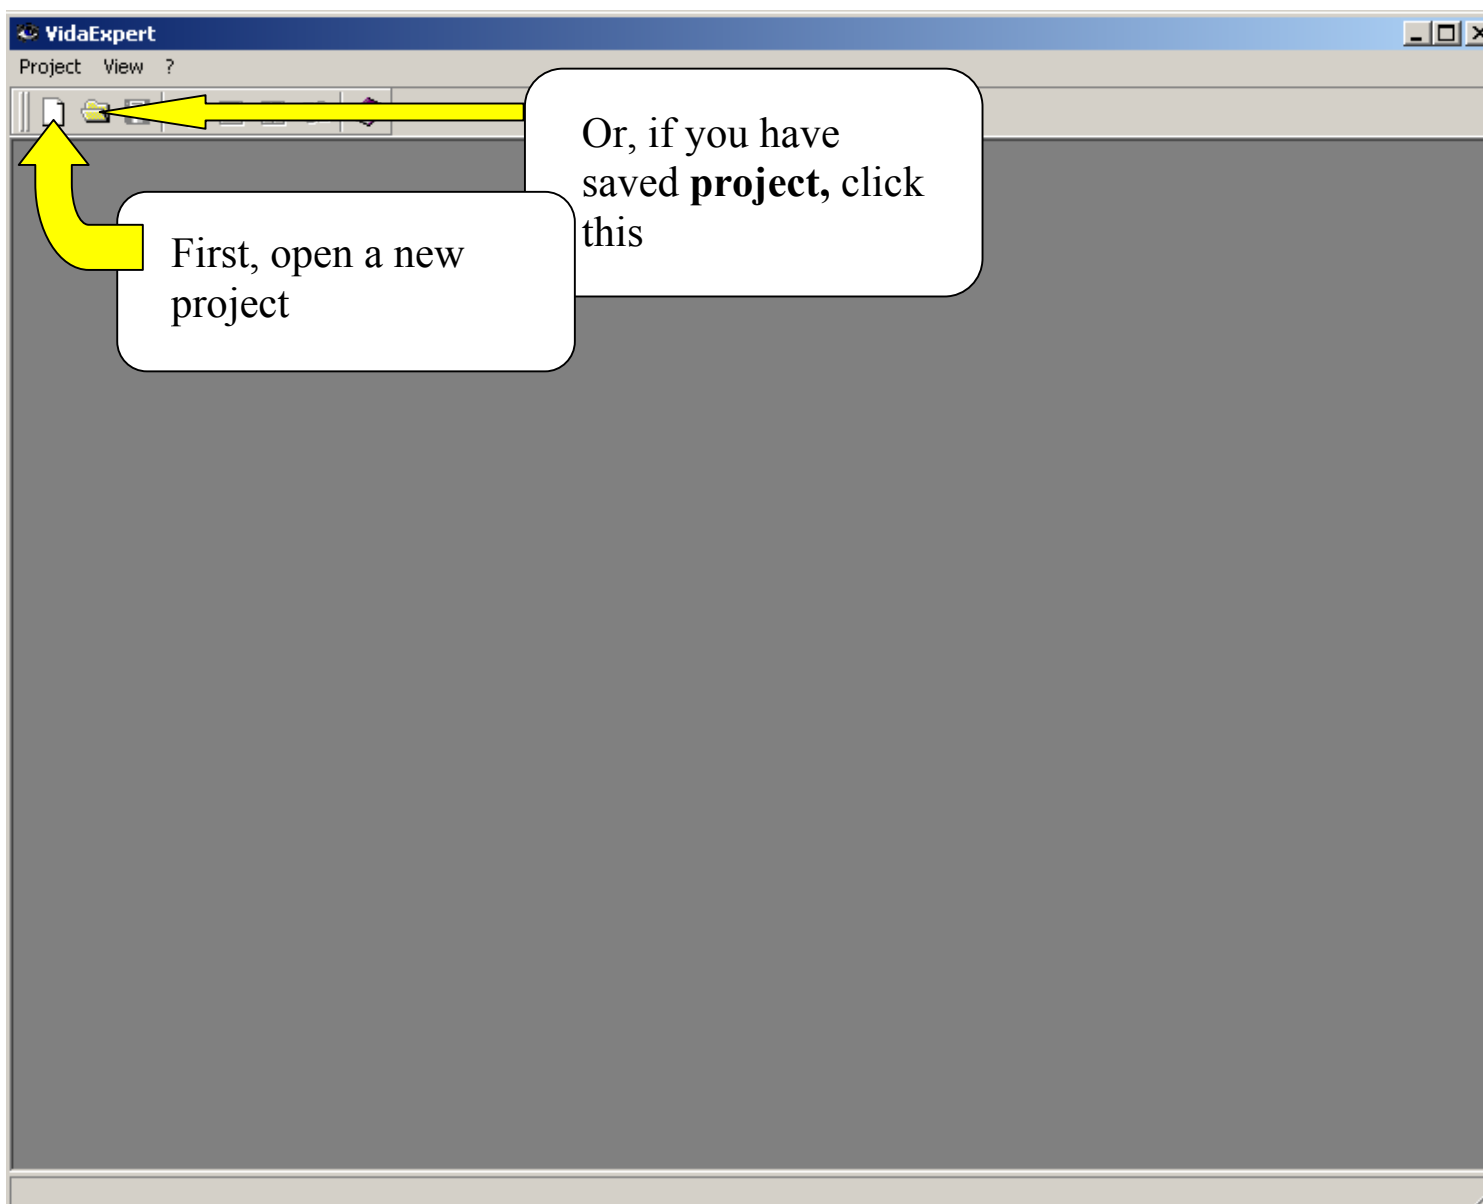 VidaExpert
Project View ?
Or, if you have
saved project, click
this
First, open a new
project